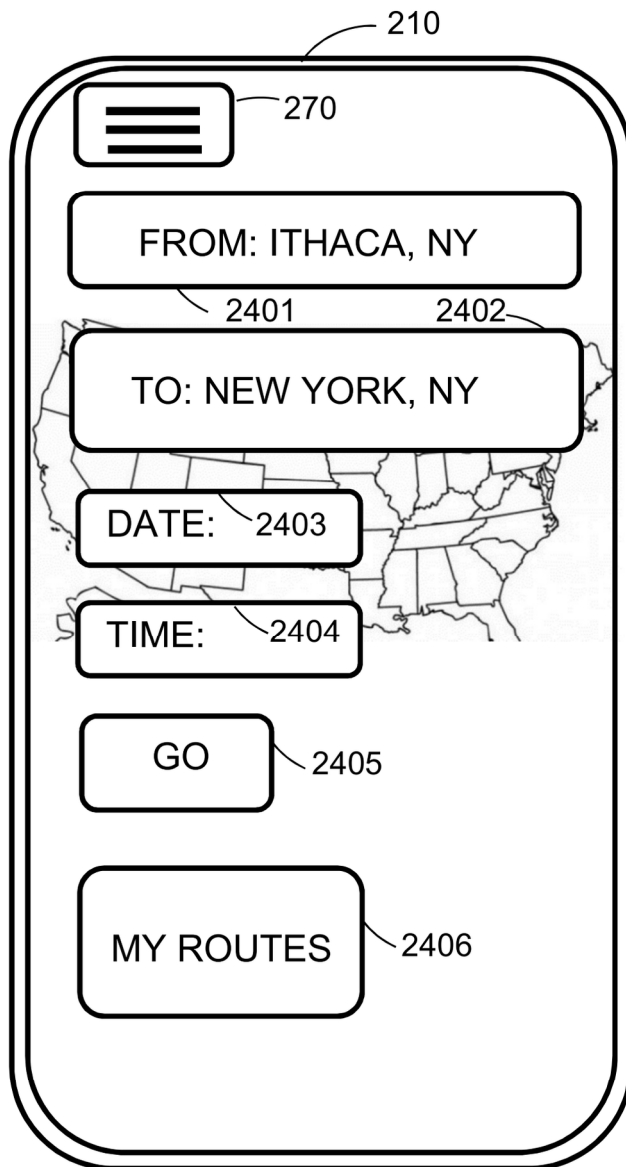 210
270
FROM: ITHACA, NY
2401
2402
TO: NEW YORK, NY
DATE:
2403
TIME:
2404
GO
2405
MY ROUTES
2406